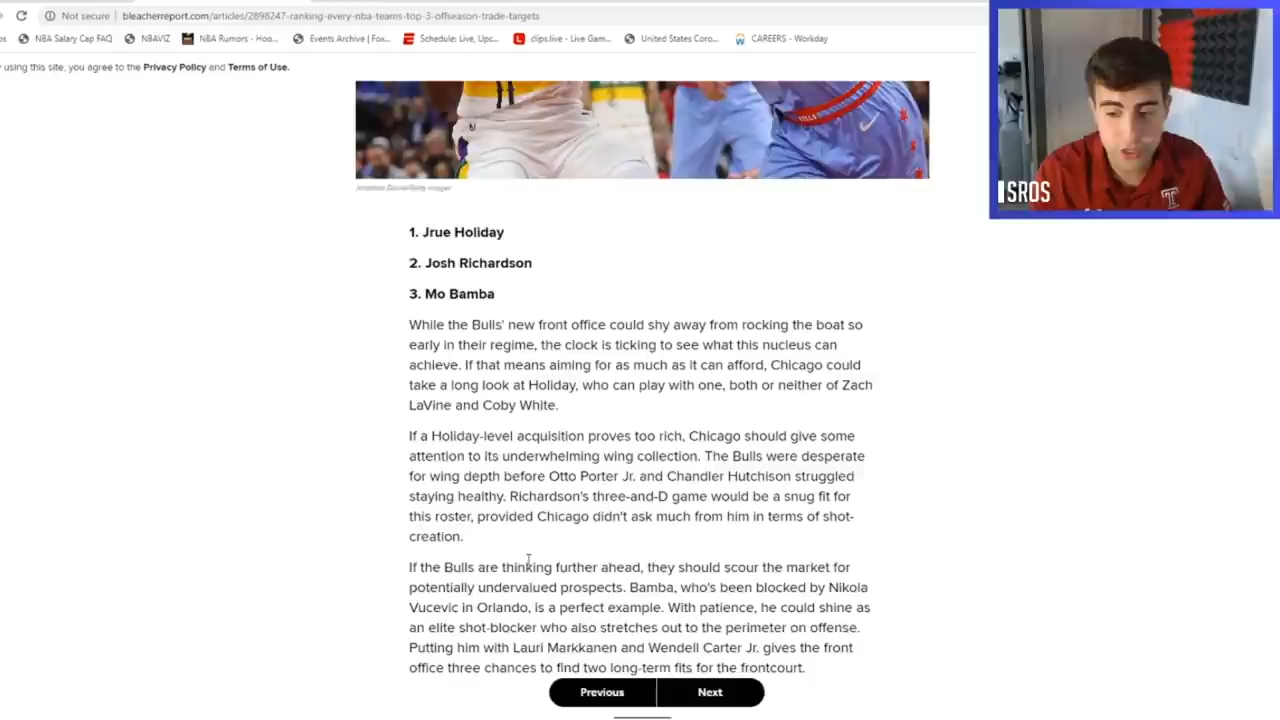 Not secure | bleacherreport.com/articles/2898247-ranking-every-nba-teams-top-3-offseason-trade-targets
NBA Salary Cap FAQ NBAVIZ NBA Rumors - Hoo... Events Archive | Fox... Schedule: Live, Upc... clips.live - Live Gam... United States Coro... CAREERS - Workday
using this site, you agree to the Privacy Policy and Terms of Use.
SROS
T
BULLS
1. Jrue Holiday
2. Josh Richardson
3. Mo Bamba
While the Bulls' new front office could shy away from rocking the boat so
early in their regime, the clock is ticking to see what this nucleus can
achieve. If that means aiming for as much as it can afford, Chicago could
take a long look at Holiday, who can play with one, both or neither of Zach
LaVine and Coby White.
If a Holiday-level acquisition proves too rich, Chicago should give some
attention to its underwhelming wing collection. The Bulls were desperate
for wing depth before Otto Porter Jr. and Chandler Hutchison struggled
staying healthy. Richardson's three-and-D game would be a snug fit for
this roster, provided Chicago didn't ask much from him in terms of shot-
creation.
If the Bulls are thinking further ahead, they should scour the market for
potentially undervalued prospects. Bamba, who's been blocked by Nikola
Vucevic in Orlando, is a perfect example. With patience, he could shine as
an elite shot-blocker who also stretches out to the perimeter on offense.
Putting him with Lauri Markkanen and Wendell Carter Jr. gives the front
office three chances to find two long-term fits for the frontcourt.
Previous Next